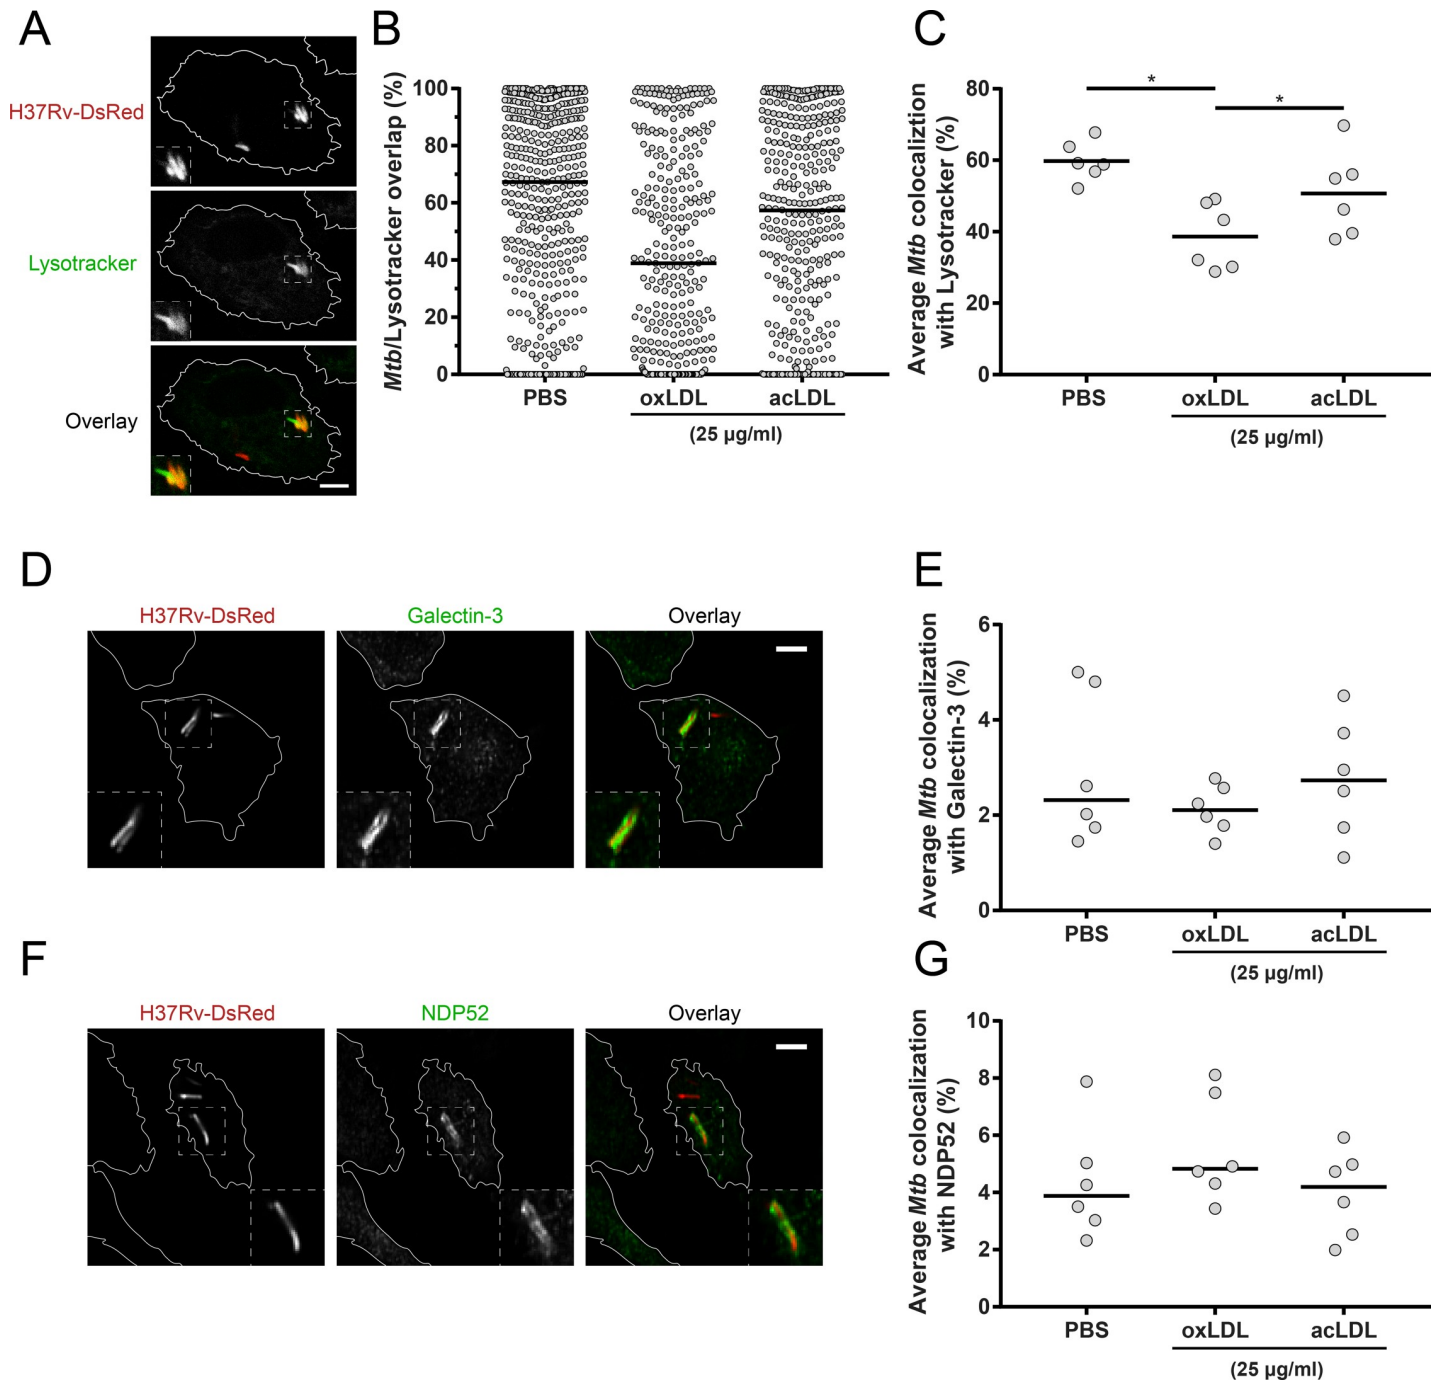 A
H37Rv-DsRed
Lysotracker
Overlay
B
Mtb/Lysotracker overlap (%)
100
80
60
40
20
0
PBS
oxLDL
acLDL
(25 µg/ml)
C
Average Mtb colocaliztion
with Lysotracker (%)
80
60
40
20
0
*
*
PBS
oxLDL
acLDL
(25 µg/ml)
D
H37Rv-DsRed
Galectin-3
Overlay
E
Average Mtb colocalization
with Galectin-3 (%)
6
4
2
0
PBS
oxLDL
acLDL
(25 µg/ml)
F
H37Rv-DsRed
NDP52
Overlay
G
Average Mtb colocalization
with NDP52 (%)
10
8
6
4
2
0
PBS
oxLDL
acLDL
(25 µg/ml)